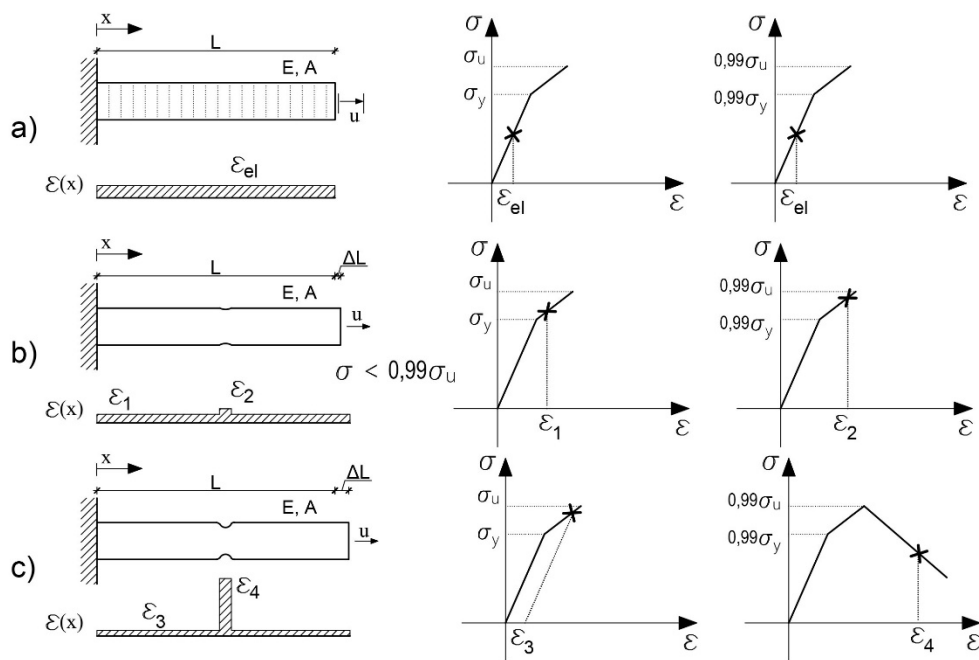 x
L
E, A
u
a)
ε(x)
ε_el
σ
σ_u
σ_y
ε_el
ε
σ
0,99σ_u
0,99σ_y
ε_el
ε
x
L
ΔL
E, A
u
b)
σ < 0,99σ_u
ε(x)
ε_1
ε_2
σ
σ_u
σ_y
ε_1
ε
σ
0,99σ_u
0,99σ_y
ε_2
ε
x
L
ΔL
E, A
u
c)
ε(x)
ε_3
ε_4
σ
σ_u
σ_y
ε_3
ε
σ
0,99σ_u
0,99σ_y
ε_4
ε